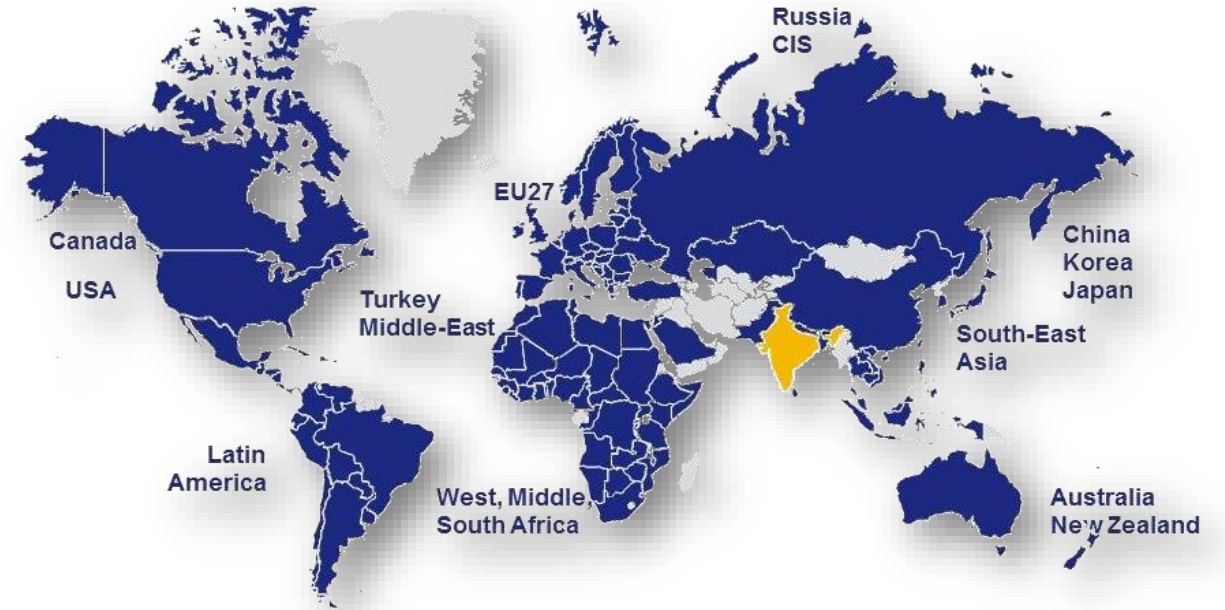 Russia
CIS
EU27
Canada
USA
Turkey
Middle-East
China
Korea
Japan
South-East
Asia
Latin
America
West, Middle,
South Africa
Australia
New Zealand